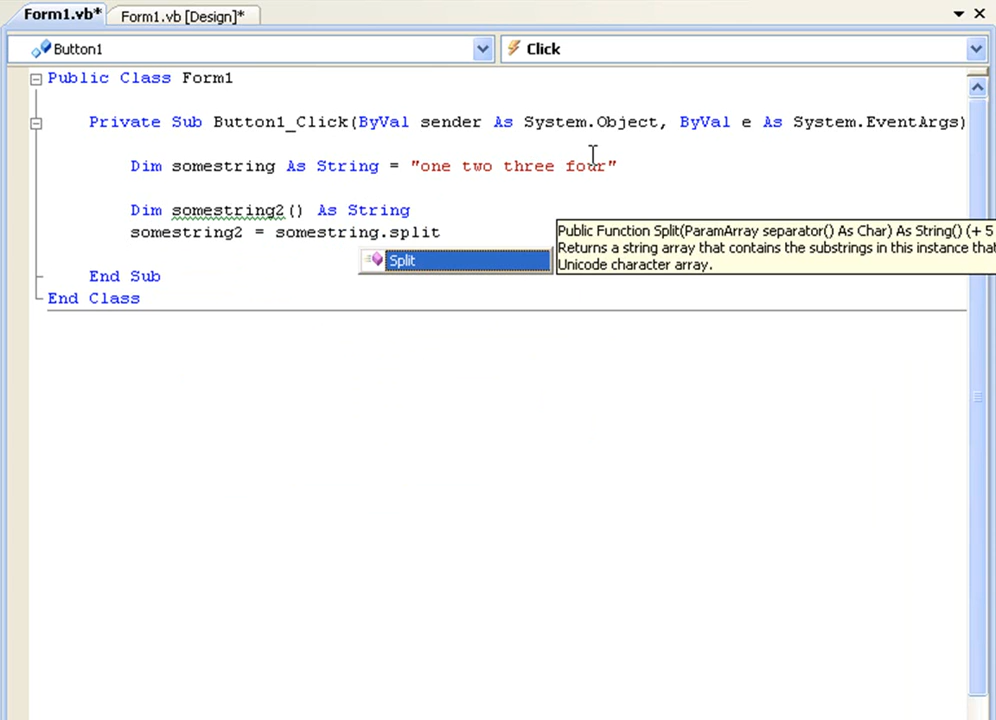 Form1.vb* Form1.vb [Design]*
Button1 Click
Public Class Form1
Private Sub Button1_Click(ByVal sender As System.Object, ByVal e As System.EventArgs)
Dim somestring As String = "one two three four"
Dim somestring2() As String
somestring2 = somestring.split
Public Function Split(ParamArray separator() As Char) As String() (+ 5
Split
Returns a string array that contains the substrings in this instance that
Unicode character array.
End Sub
End Class